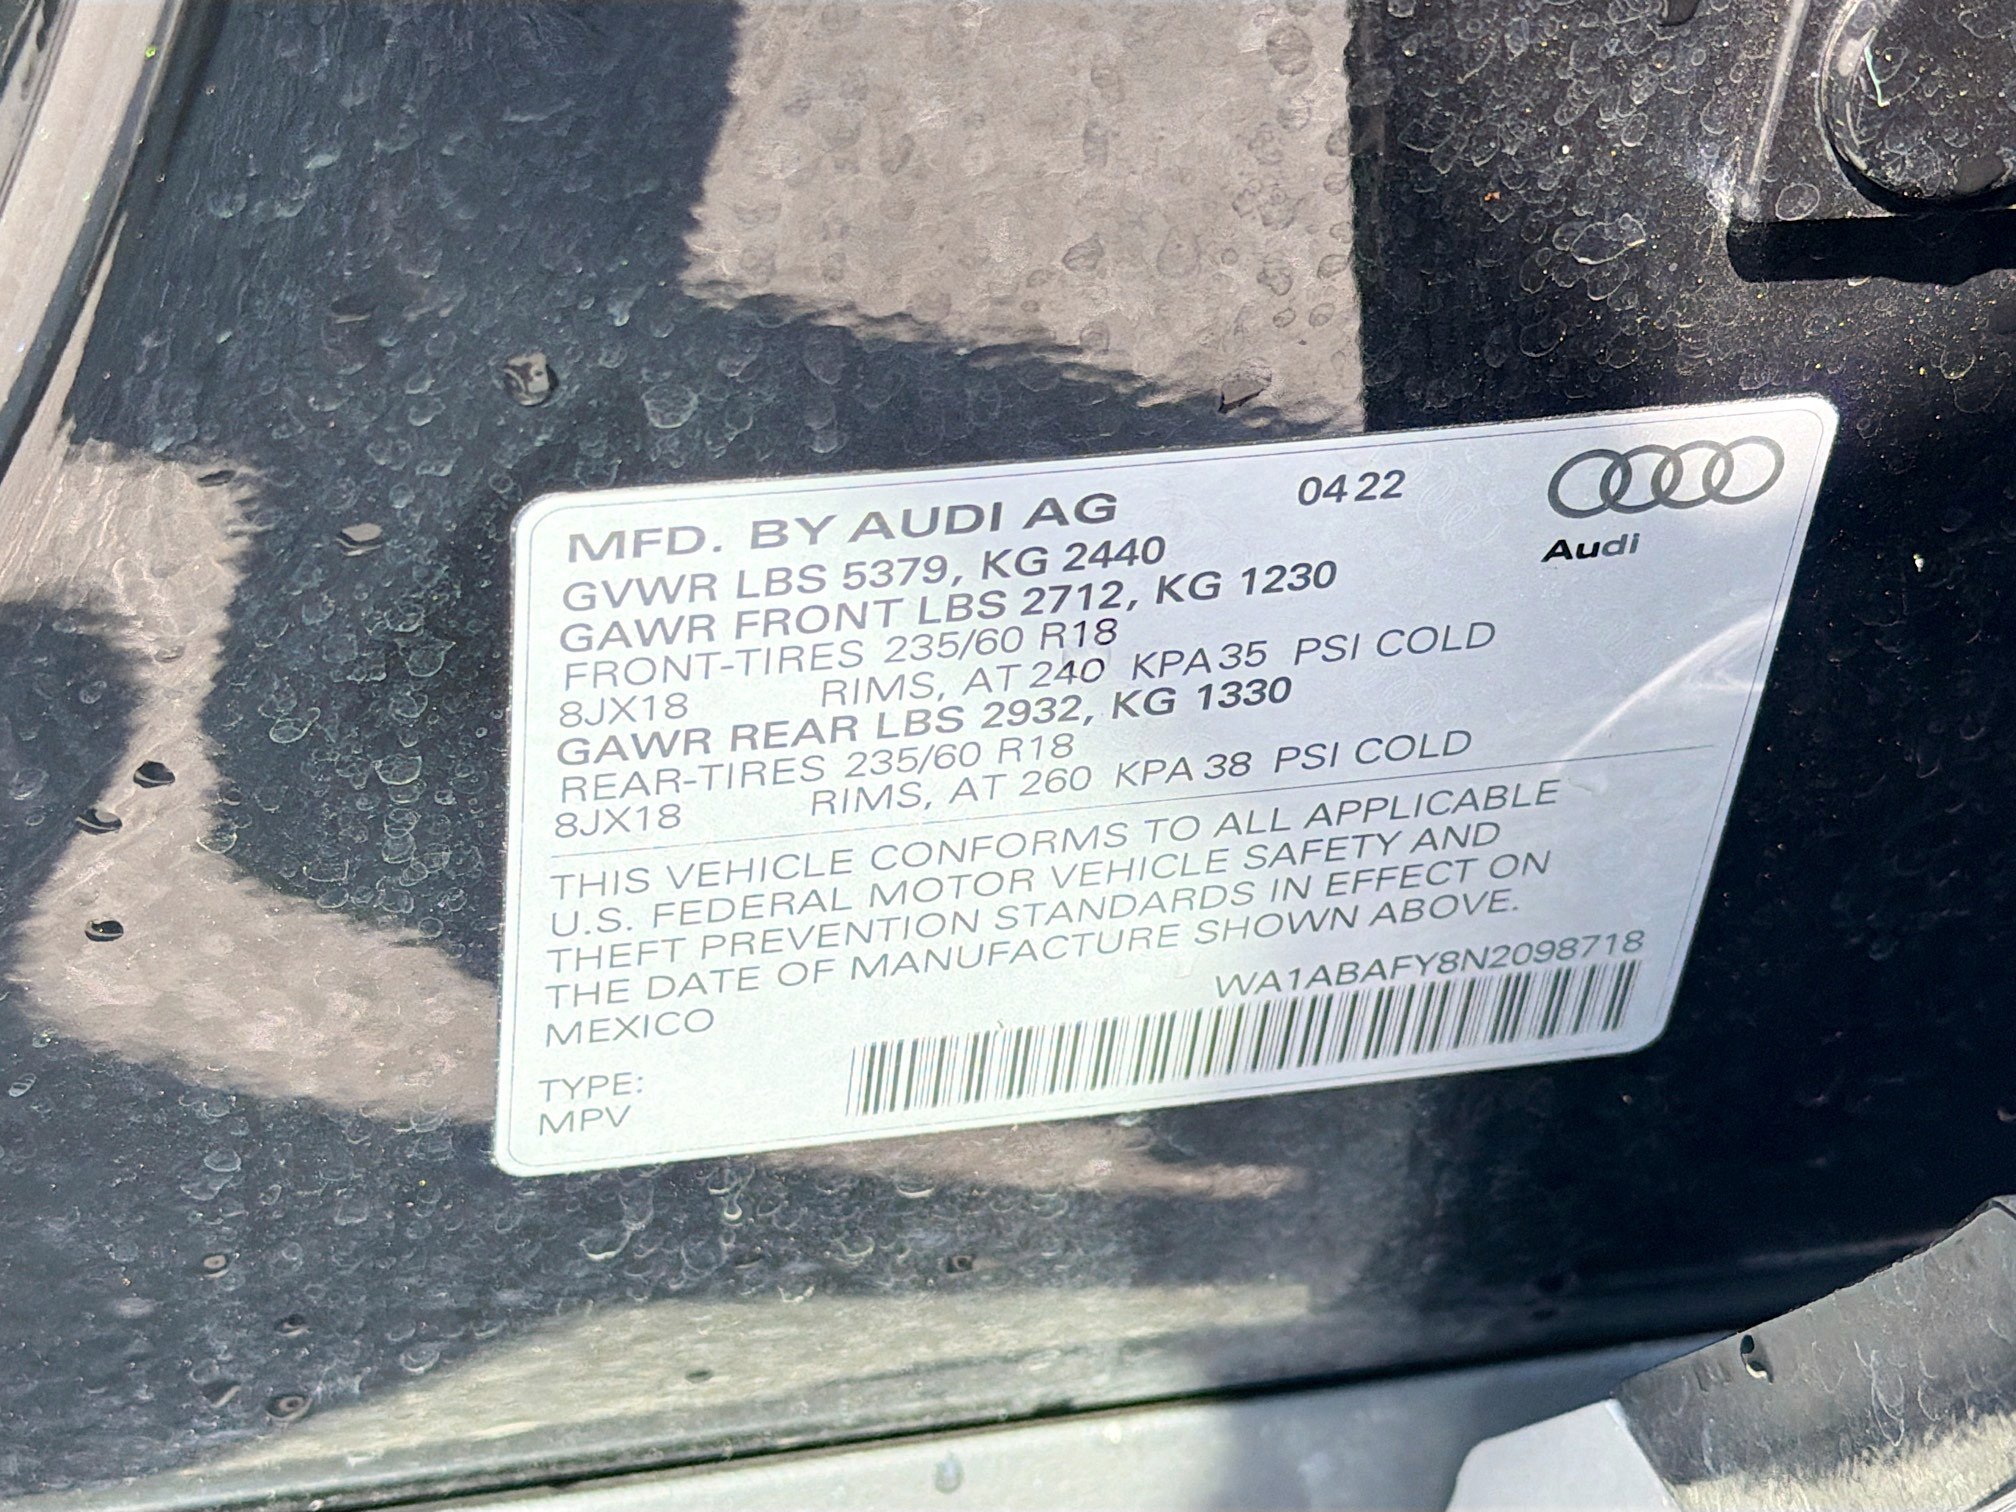 MFD. BY AUDI AG 0422
Audi
GVWR LBS 5379, KG 2440
GAWR FRONT LBS 2712, KG 1230
FRONT-TIRES 235/60 R18
8JX18 RIMS, AT 240 KPA 35 PSI COLD
GAWR REAR LBS 2932, KG 1330
REAR-TIRES 235/60 R18
8JX18 RIMS, AT 260 KPA 38 PSI COLD
THIS VEHICLE CONFORMS TO ALL APPLICABLE
U.S. FEDERAL MOTOR VEHICLE SAFETY AND
THEFT PREVENTION STANDARDS IN EFFECT ON
THE DATE OF MANUFACTURE SHOWN ABOVE.
MEXICO WA1ABAFY8N2098718
TYPE:
MPV